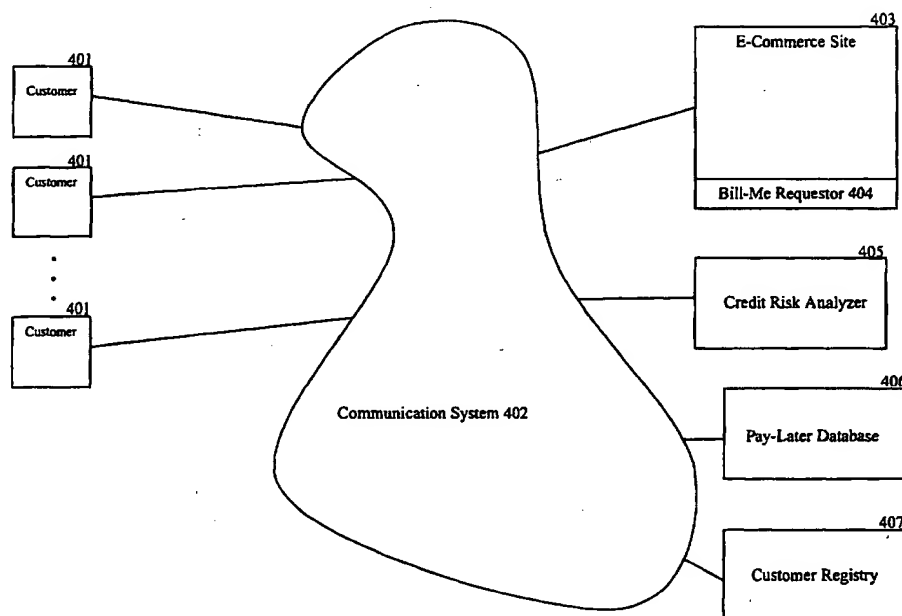 401
Customer
401
Customer
401
Customer
Communication System 402
403
E-Commerce Site
Bill-Me Requestor 404
405
Credit Risk Analyzer
406
Pay-Later Database
407
Customer Registry